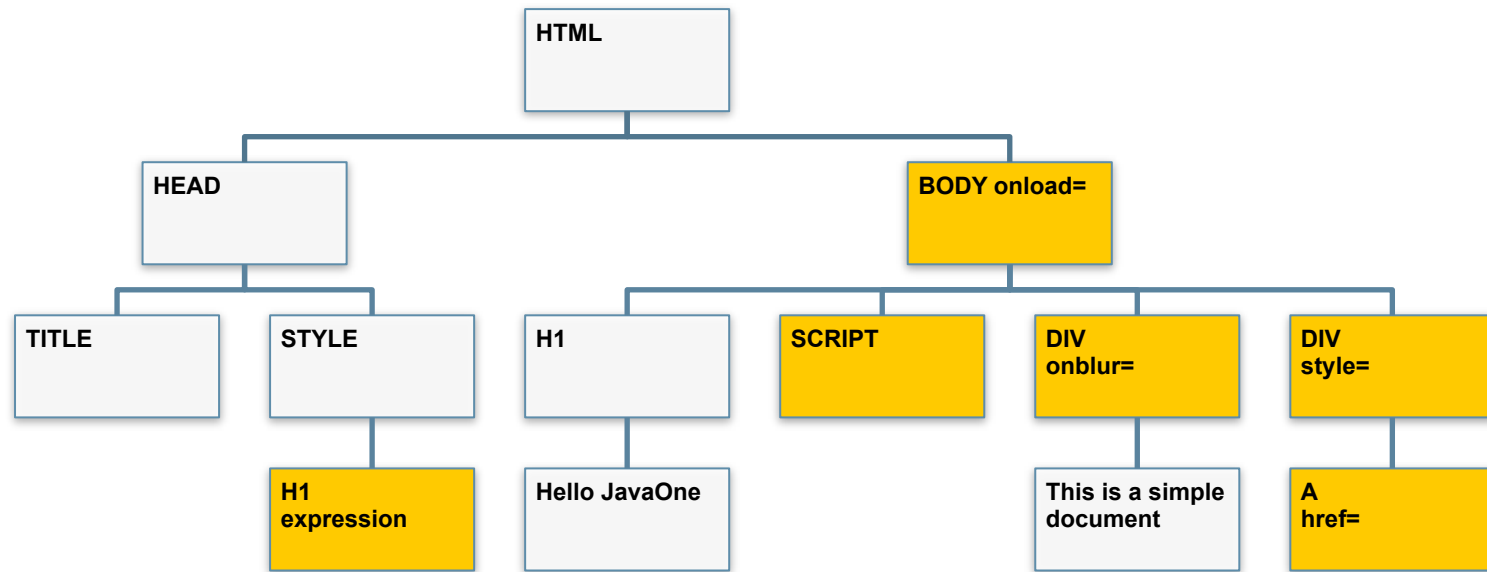 HTML
HEAD
BODY onload=
TITLE
STYLE
H1
SCRIPT
DIV
onblur=
DIV
style=
H1
expression
Hello JavaOne
This is a simple
document
A
href=